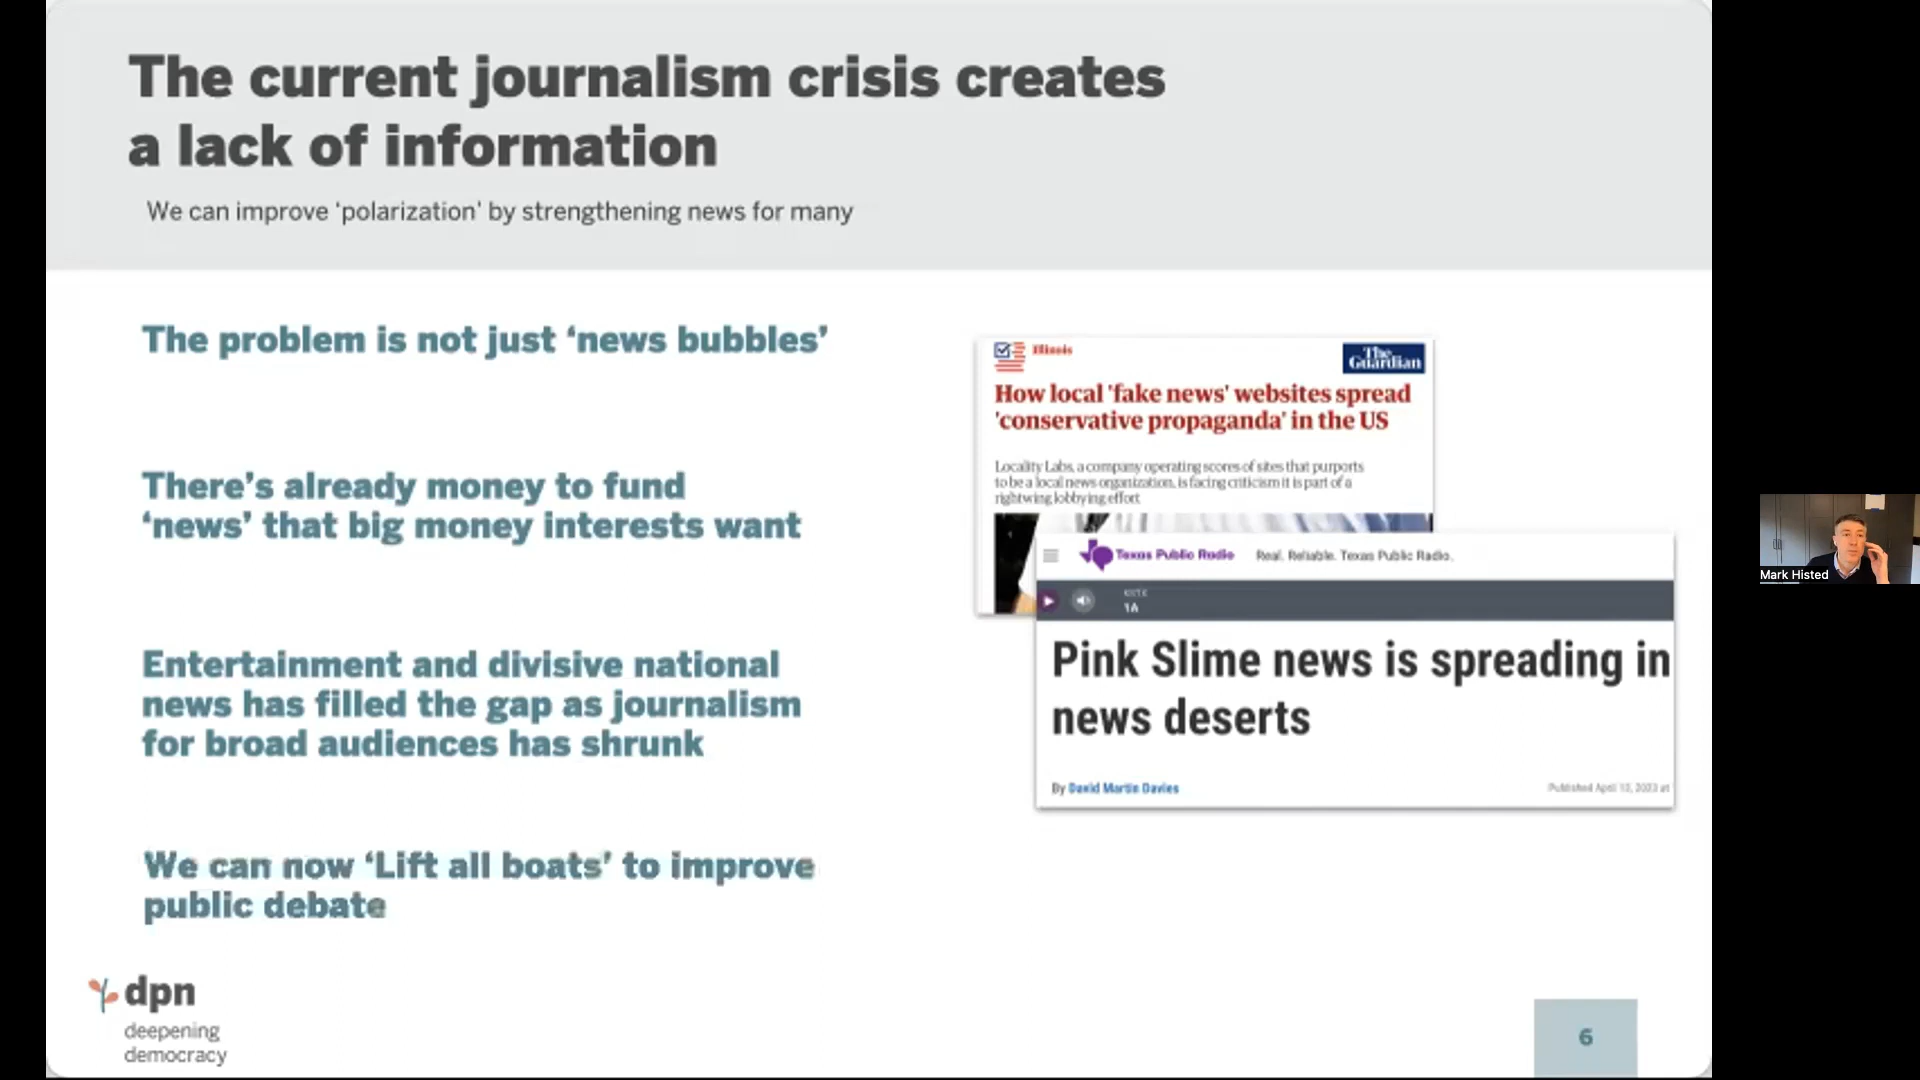 The current journalism crisis creates
a lack of information
We can improve ‘polarization’ by strengthening news for many
The problem is not just ‘news bubbles’
There’s already money to fund
‘news’ that big money interests want
Entertainment and divisive national
news has filled the gap as journalism
for broad audiences has shrunk
We can now ‘Lift all boats’ to improve
public debate
Illinois
The Guardian
How local 'fake news' websites spread
'conservative propaganda' in the US
Locality Labs, a company operating scores of sites that purports
to be a local news organization, is facing criticism it is part of a
rightwing lobbying effort
Texas Public Radio Real. Reliable. Texas Public Radio.
1A
Pink Slime news is spreading in
news deserts
By David Martin Davies
Published April 13, 2023 at
dpn
deepening
democracy
6
Mark Histed